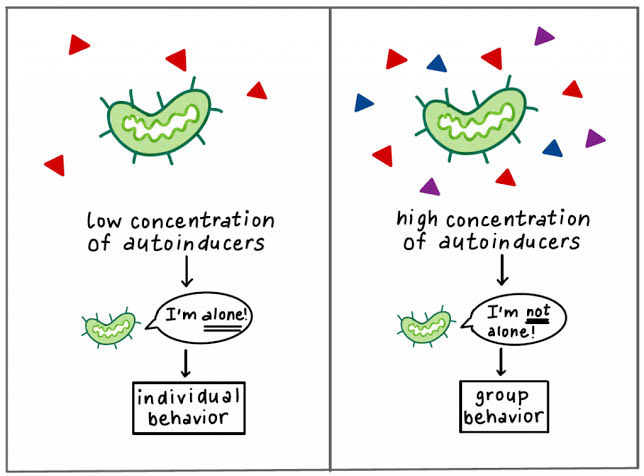 low concentration
of autoinducers
I'm alone!
individual
behavior
high concentration
of autoinducers
I'm not
alone!
group
behavior